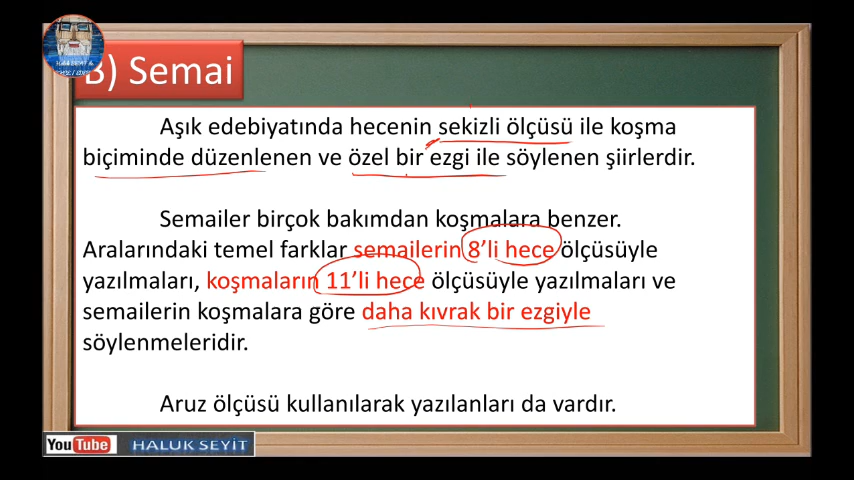 B) Semai
Aşık edebiyatında hecenin sekizli ölçüsü ile koşma
biçiminde düzenlenen ve özel bir ezgi ile söylenen şiirlerdir.
Semailer birçok bakımdan koşmalara benzer.
Aralarındaki temel farklar semailerin 8’li hece ölçüsüyle
yazılmaları, koşmaların 11’li hece ölçüsüyle yazılmaları ve
semailerin koşmalara göre daha kıvrak bir ezgiyle
söylenmeleridir.
Aruz ölçüsü kullanılarak yazılanları da vardır.
YouTube HALUK SEYİT